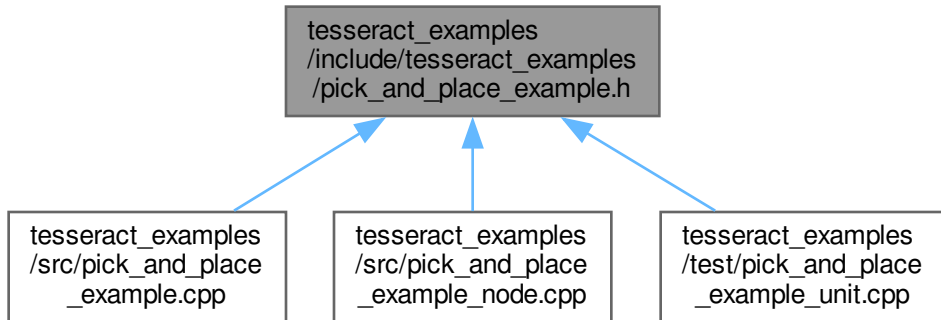 tesseract_examples
/include/tesseract_examples
/pick_and_place_example.h
tesseract_examples
/src/pick_and_place
_example.cpp
tesseract_examples
/src/pick_and_place
_example_node.cpp
tesseract_examples
/test/pick_and_place
_example_unit.cpp